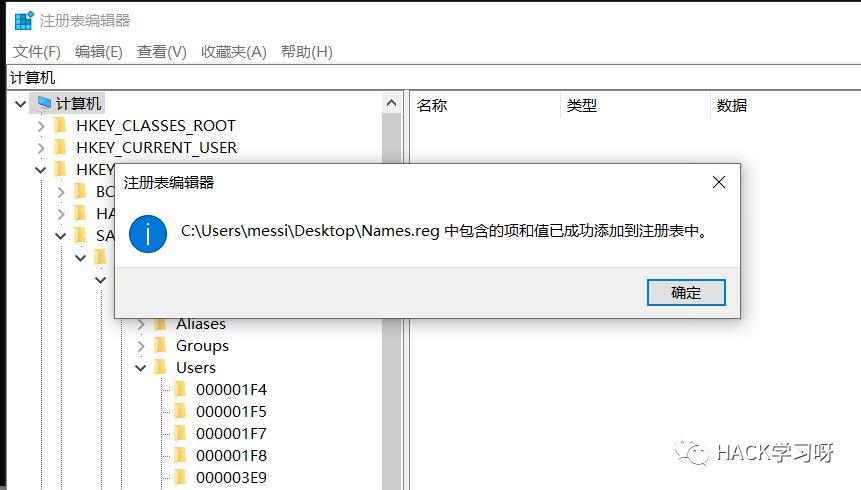 注册表编辑器
文件(F) 编辑(E) 查看(V) 收藏夹(A) 帮助(H)
计算机
计算机
名称 类型 数据
HKEY_CLASSES_ROOT
HKEY_CURRENT_USER
HKEY
注册表编辑器
C:\Users\messi\Desktop\Names.reg 中包含的项和值已成功添加到注册表中。
确定
SA
Aliases
Groups
Users
000001F4
000001F5
000001F7
000001F8
000003E9
HACK学习呀